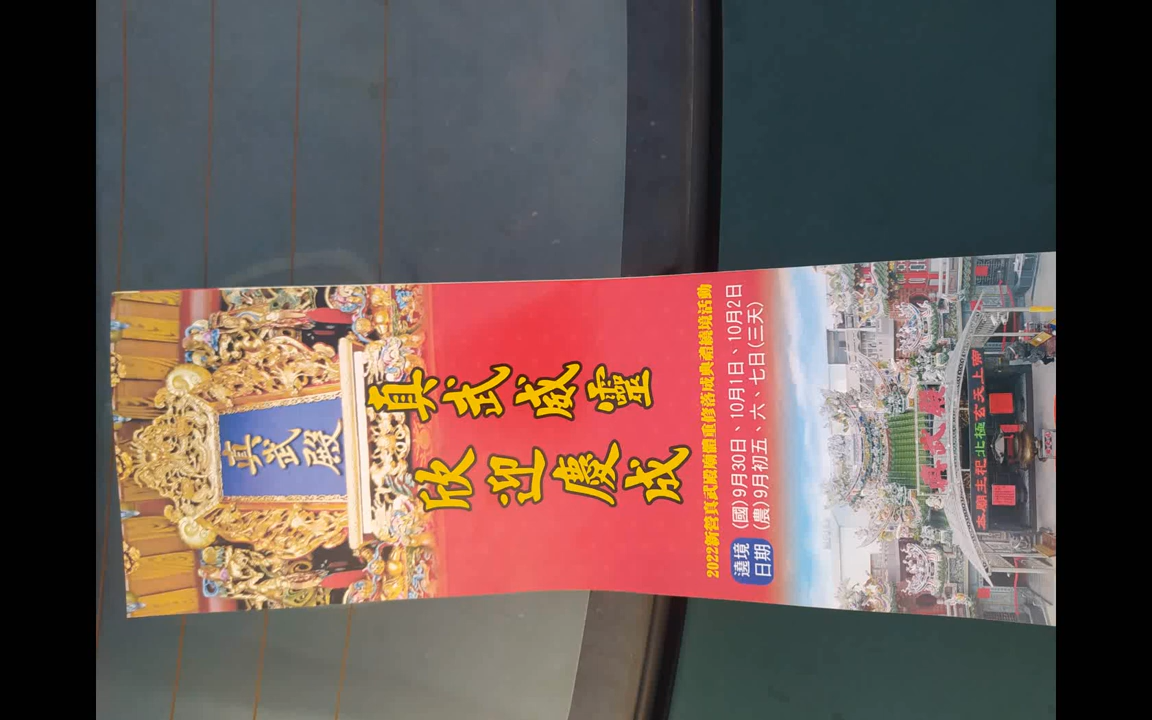 真武殿
真武威靈
欣迎慶成
2022新營真武殿廟體重修落成典禮繞境活動
遶境日期
(國)9月30日、10月1日、10月2日
(農)9月初五、六、七日(三天)
真武殿
本廟主祀北極玄天上帝